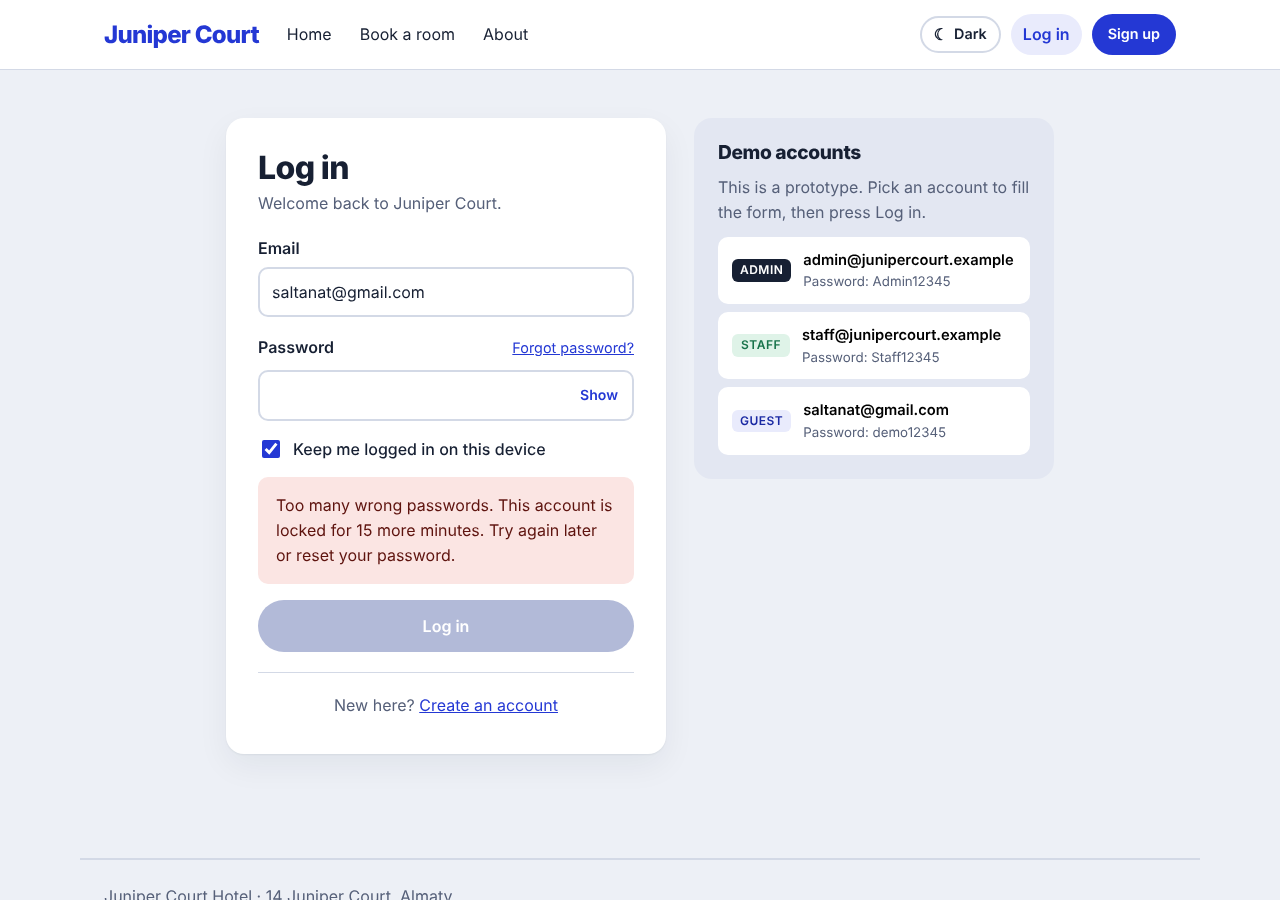 Juniper Court
Home
Book a room
About
☾ Dark
Log in
Sign up
Log in
Welcome back to Juniper Court.
Email
saltanat@gmail.com
Password
Forgot password?
Show
Keep me logged in on this device
Too many wrong passwords. This account is
locked for 15 more minutes. Try again later
or reset your password.
Log in
New here? Create an account
Demo accounts
This is a prototype. Pick an account to fill
the form, then press Log in.
ADMIN
admin@junipercourt.example
Password: Admin12345
STAFF
staff@junipercourt.example
Password: Staff12345
GUEST
saltanat@gmail.com
Password: demo12345
Juniper Court Hotel · 14 Juniper Court, Almaty